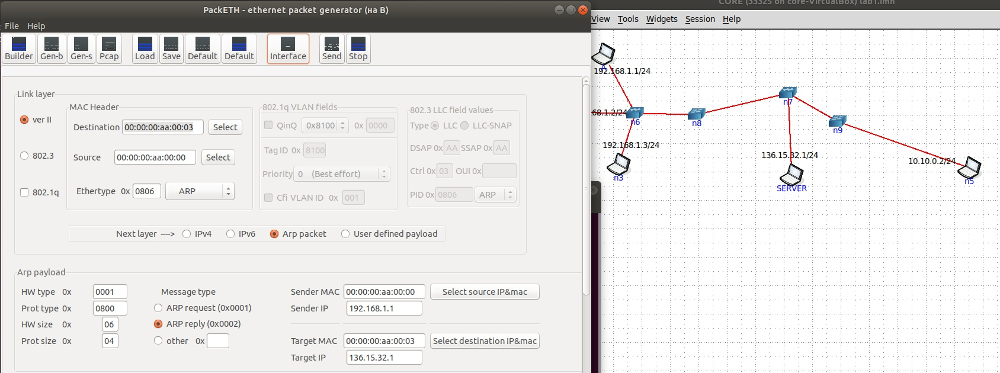 PackETH - ethernet packet generator (на B)
File Help
Builder Gen-b Gen-s Pcap Load Save Default Default Interface Send Stop
Link layer
ver II
802.3
802.1q
MAC Header
Destination 00:00:00:aa:00:03 Select
Source 00:00:00:aa:00:00 Select
Ethertype 0x 0806 ARP
802.1q VLAN fields
QinQ 0x8100 0x 0000
Tag ID 0x 8100
Priority 0 (Best effort)
Cfi VLAN ID 0x 001
802.3 LLC field values
Type LLC LLC-SNAP
DSAP 0x AA SSAP 0x AA
Ctrl 0x 03 OUI 0x
PID 0x 0806 ARP
Next layer ----> IPv4 IPv6 Arp packet User defined payload
Arp payload
HW type 0x 0001
Prot type 0x 0800
HW size 0x 06
Prot size 0x 04
Message type
ARP request (0x0001)
ARP reply (0x0002)
other 0x
Sender MAC 00:00:00:aa:00:00 Select source IP&mac
Sender IP 192.168.1.1
Target MAC 00:00:00:aa:00:03 Select destination IP&mac
Target IP 136.15.32.1
CORE (33325 on core-VirtualBox) lab1.imn
View Tools Widgets Session Help
A
192.168.1.1/24
68.1.2/24
n6
n8
n7
n9
192.168.1.3/24
n3
136.15.32.1/24
SERVER
10.10.0.2/24
n5